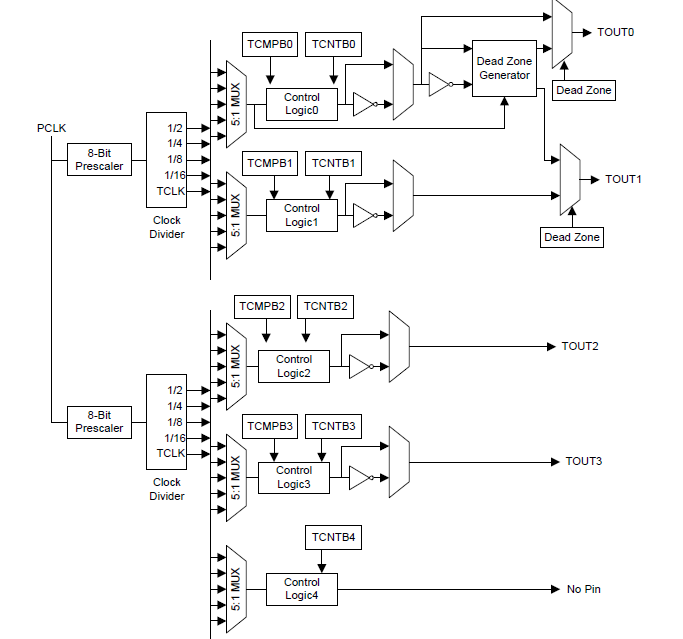 TCMPB0
TCNTB0
TOUT0
Dead Zone
Generator
Dead Zone
5:1 MUX
Control
Logic0
PCLK
8-Bit
Prescaler
1/2
1/4
1/8
1/16
TCLK
Clock
Divider
TCMPB1
TCNTB1
5:1 MUX
Control
Logic1
TOUT1
Dead Zone
TCMPB2
TCNTB2
5:1 MUX
Control
Logic2
TOUT2
8-Bit
Prescaler
1/2
1/4
1/8
1/16
TCLK
Clock
Divider
TCMPB3
TCNTB3
5:1 MUX
Control
Logic3
TOUT3
TCNTB4
5:1 MUX
Control
Logic4
No Pin